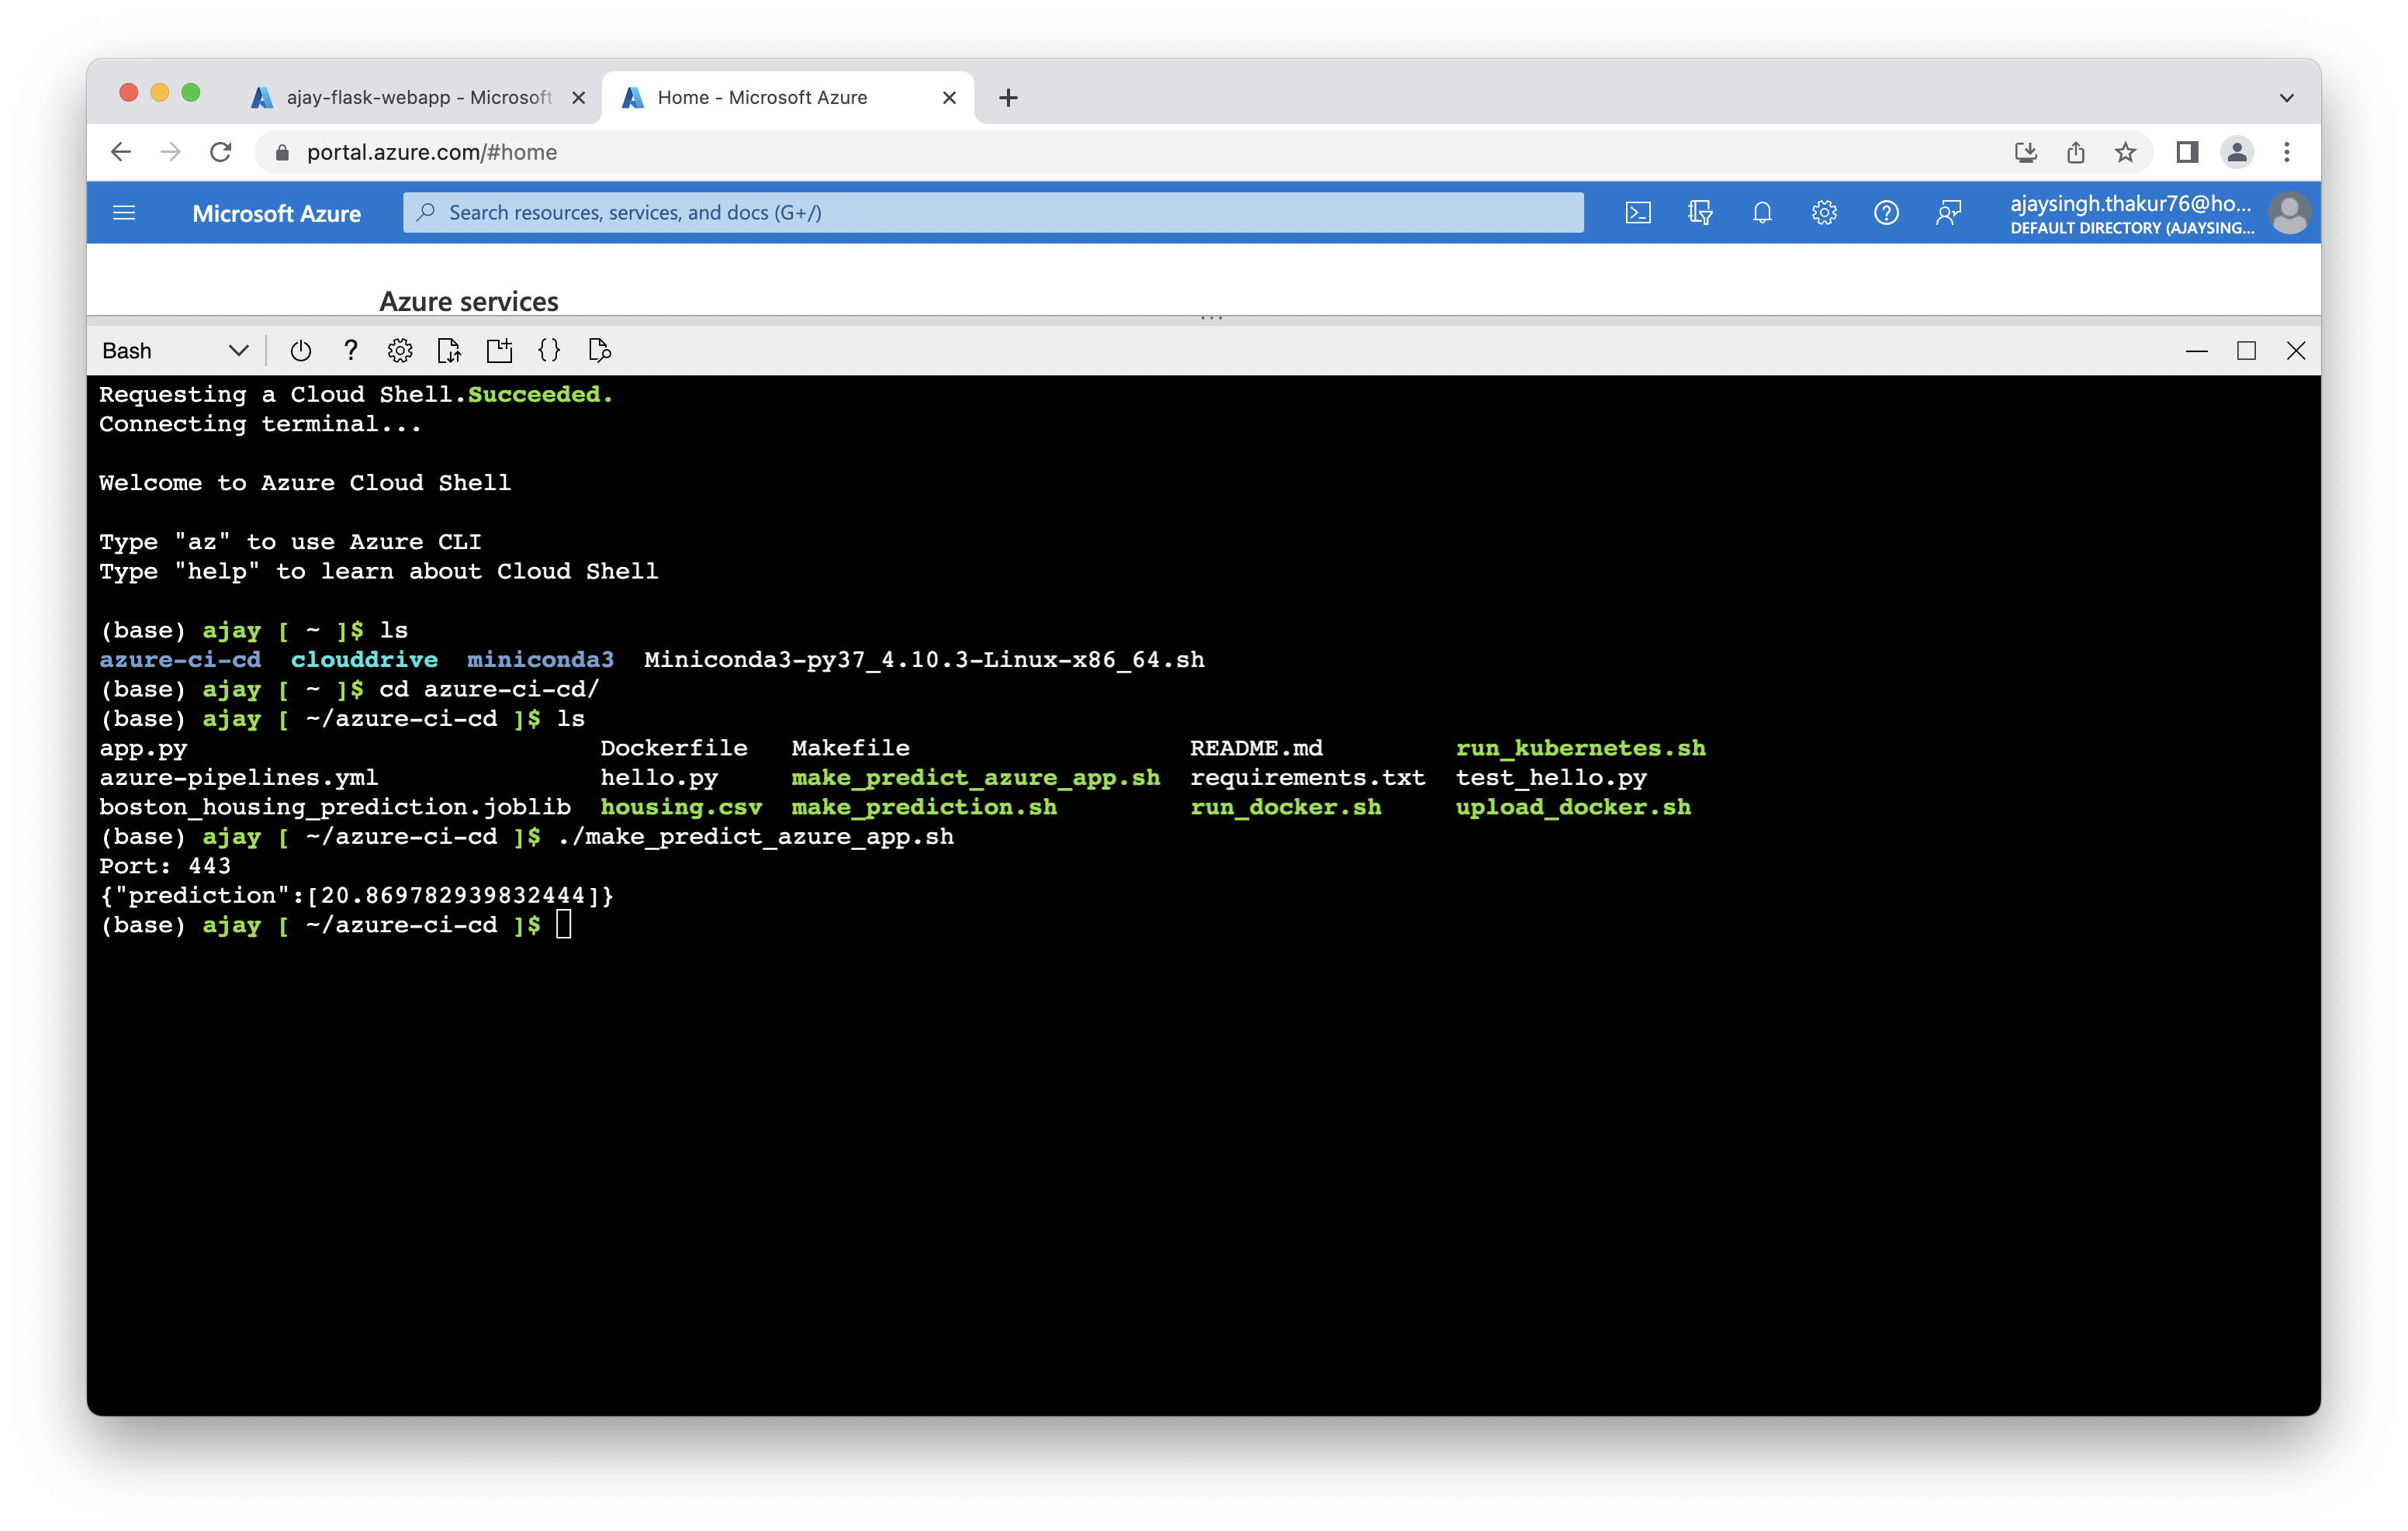 ajay-flask-webapp - Microsoft
Home - Microsoft Azure
portal.azure.com/#home
Microsoft Azure
Search resources, services, and docs (G+/)
ajaysingh.thakur76@ho...
DEFAULT DIRECTORY (AJAYSING...
Azure services
Bash
Requesting a Cloud Shell.Succeeded.
Connecting terminal...
Welcome to Azure Cloud Shell
Type "az" to use Azure CLI
Type "help" to learn about Cloud Shell
(base) ajay [ ~ ]$ ls
azure-ci-cd  clouddrive  miniconda3  Miniconda3-py37_4.10.3-Linux-x86_64.sh
(base) ajay [ ~ ]$ cd azure-ci-cd/
(base) ajay [ ~/azure-ci-cd ]$ ls
app.py                            Dockerfile   Makefile                   README.md         run_kubernetes.sh
azure-pipelines.yml               hello.py     make_predict_azure_app.sh  requirements.txt  test_hello.py
boston_housing_prediction.joblib  housing.csv  make_prediction.sh         run_docker.sh     upload_docker.sh
(base) ajay [ ~/azure-ci-cd ]$ ./make_predict_azure_app.sh
Port: 443
{"prediction":[20.869782939832444]}
(base) ajay [ ~/azure-ci-cd ]$